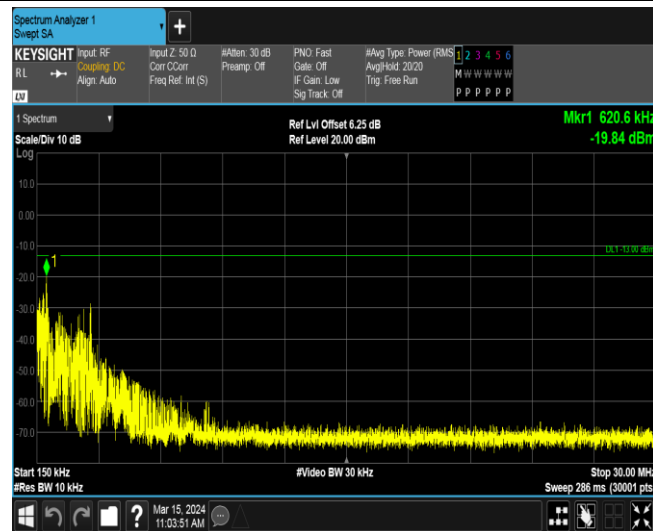 Spectrum Analyzer 1
Swept SA
KEYSIGHT
RL
LXI
Input: RF
Coupling: DC
Align: Auto
Input Z: 50 Ω
Corr CCorr
Freq Ref: Int (S)
#Atten: 30 dB
Preamp: Off
PNO: Fast
Gate: Off
IF Gain: Low
Sig Track: Off
#Avg Type: Power (RMS
Avg|Hold: 20/20
Trig: Free Run
1 2 3 4 5 6
M W W W W W
P P P P P P
1 Spectrum
Scale/Div 10 dB
Ref Lvl Offset 6.25 dB
Ref Level 20.00 dBm
Mkr1 620.6 kHz
-19.84 dBm
Log
10.0
0.00
-10.0
DL1 -13.00 dBm
1
-20.0
-30.0
-40.0
-50.0
-60.0
-70.0
Start 150 kHz
#Video BW 30 kHz
Stop 30.00 MHz
#Res BW 10 kHz
Sweep 286 ms (30001 pts
Mar 15, 2024
11:03:51 AM